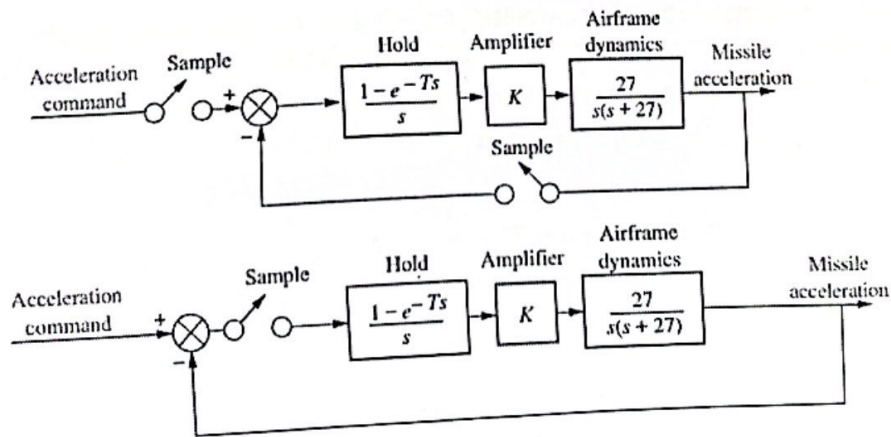 Acceleration
command
Sample
+
−
Hold
1 − e^−Ts
s
Amplifier
K
Airframe
dynamics
27
s(s + 27)
Missile
acceleration
Sample
Acceleration
command
+
−
Sample
Hold
1 − e^−Ts
s
Amplifier
K
Airframe
dynamics
27
s(s + 27)
Missile
acceleration